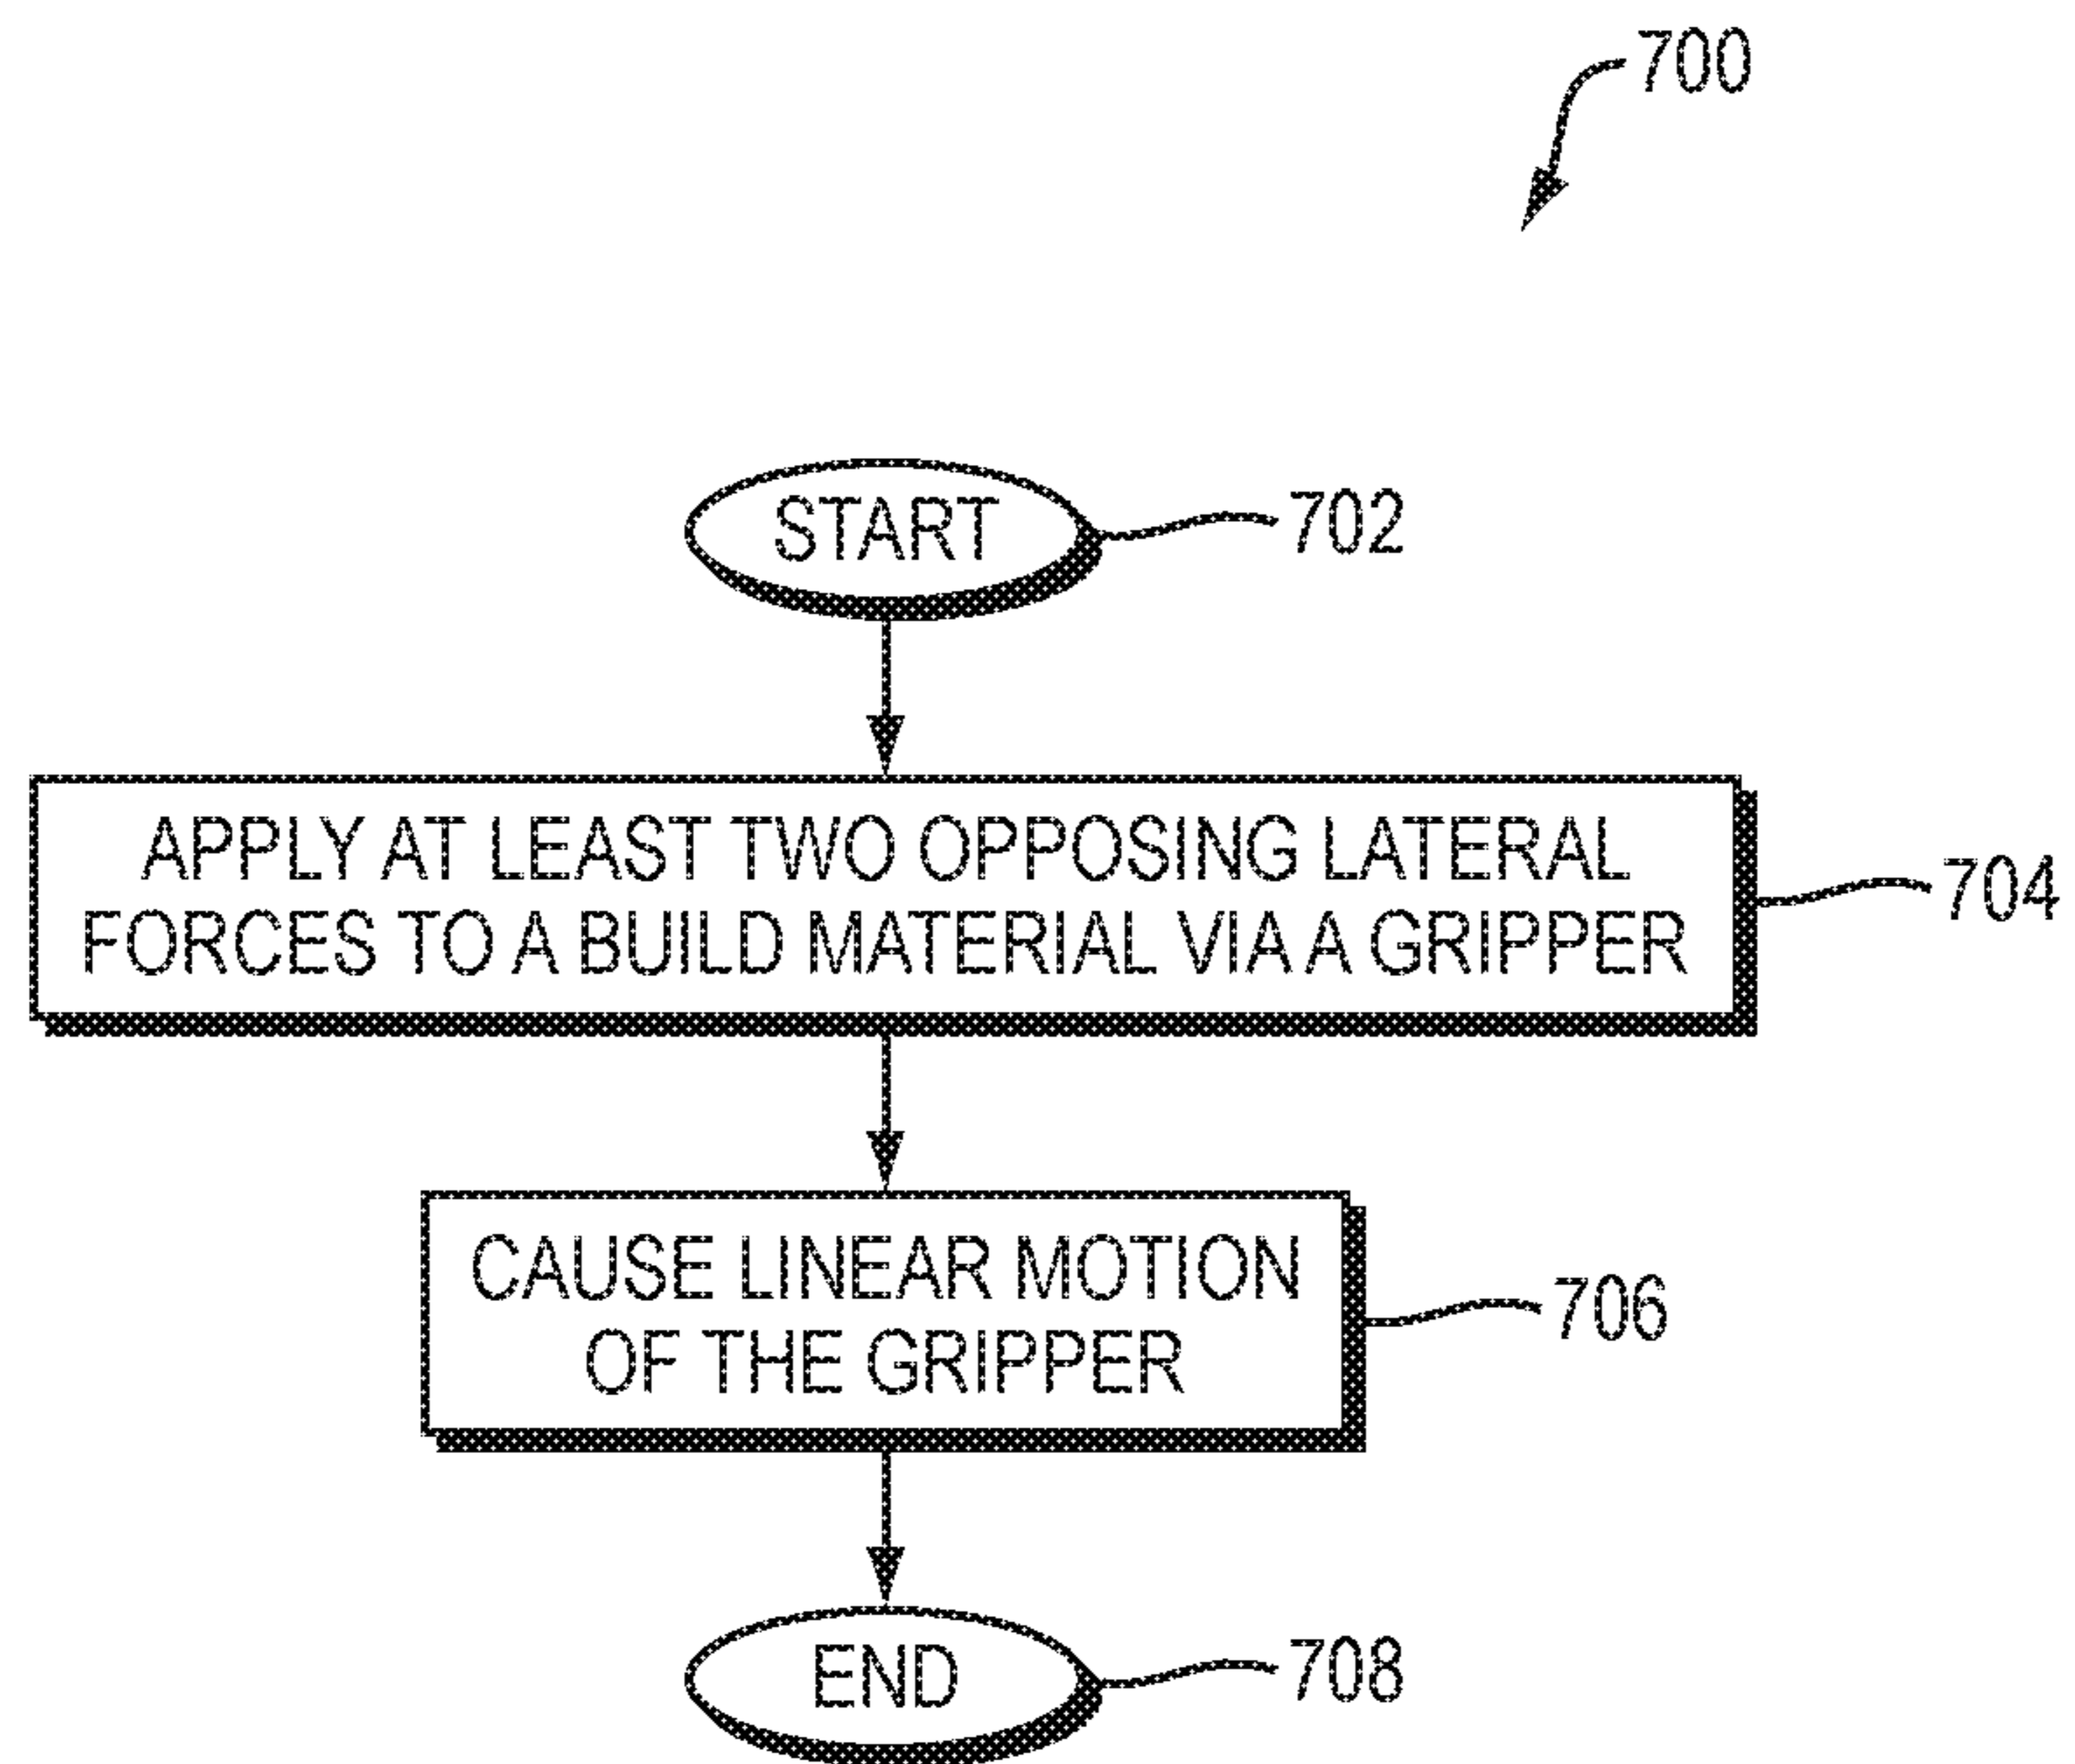 700
START
702
APPLY AT LEAST TWO OPPOSING LATERAL
FORCES TO A BUILD MATERIAL VIA A GRIPPER
704
CAUSE LINEAR MOTION
OF THE GRIPPER
706
END
708